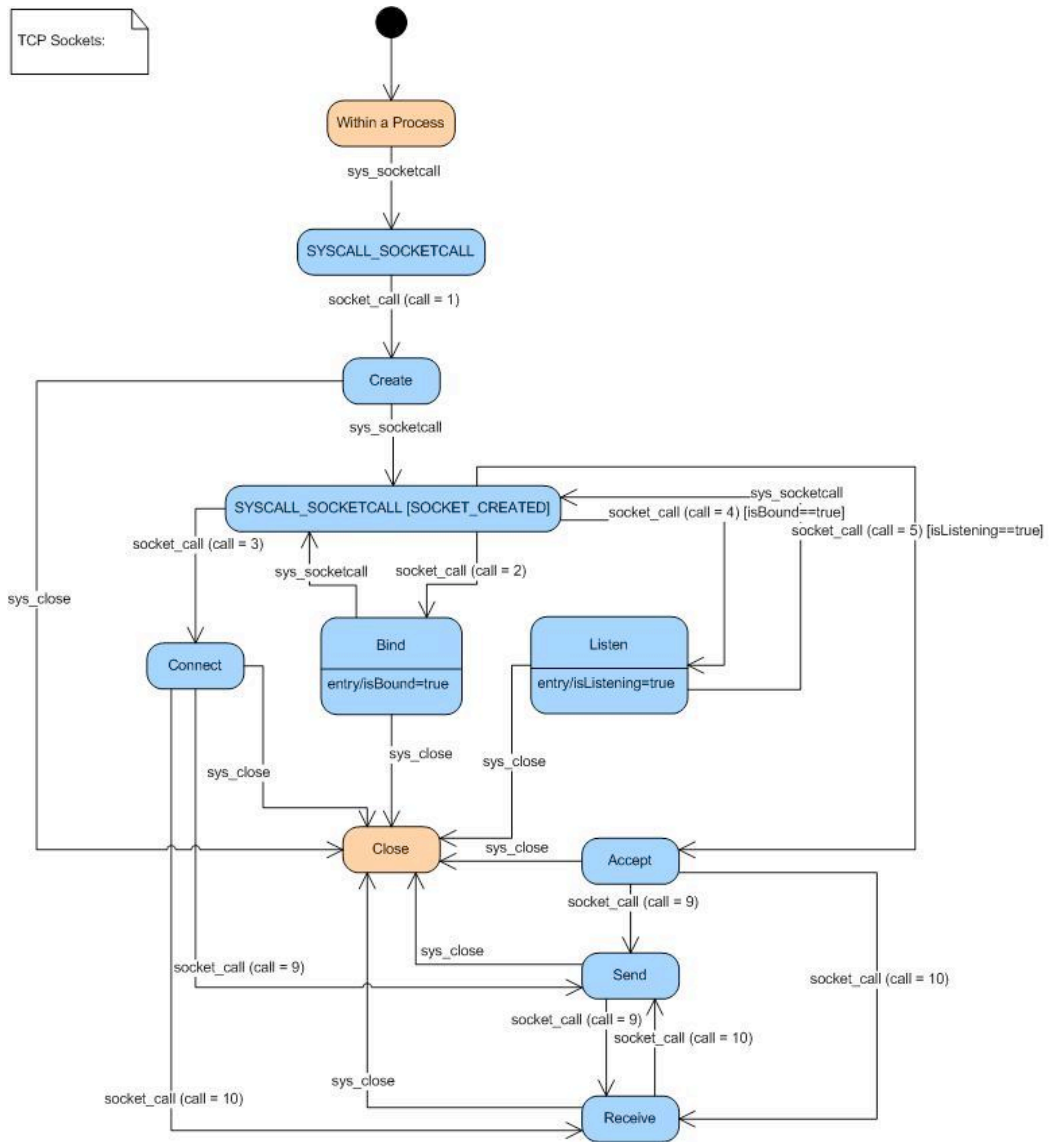 TCP Sockets:
Within a Process
sys_socketcall
SYSCALL_SOCKETCALL
socket_call (call = 1)
Create
sys_socketcall
SYSCALL_SOCKETCALL [SOCKET_CREATED]
sys_socketcall
socket_call (call = 4) [isBound==true]
socket_call (call = 5) [isListening==true]
socket_call (call = 3)
sys_socketcall
socket_call (call = 2)
sys_close
Bind
entry/isBound=true
Listen
entry/isListening=true
Connect
sys_close
sys_close
sys_close
Close
sys_close
Accept
socket_call (call = 9)
sys_close
socket_call (call = 9)
Send
socket_call (call = 10)
socket_call (call = 9)
socket_call (call = 10)
sys_close
socket_call (call = 10)
Receive